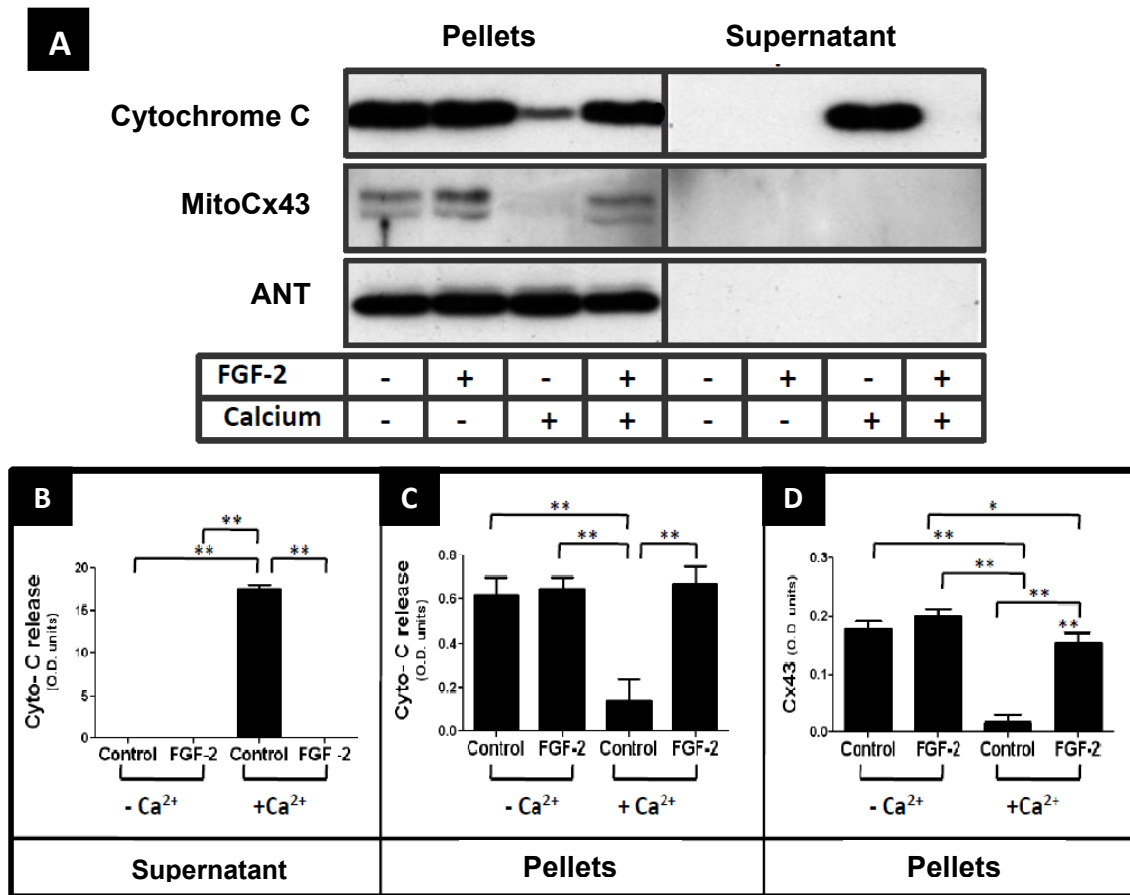 A
Pellets Supernatant
Cytochrome C
MitoCx43
ANT
FGF-2 - + - + - + - +
Calcium - - + + - - + +
B
**
** **
Cyto- C release
(O.D. units)
20
15
10
5
0
Control FGF-2 Control FGF -2
- Ca²⁺ +Ca²⁺
Supernatant
C
**
** **
Cyto- C release
(O.D. units)
0.8
0.6
0.4
0.2
0.0
Control FGF-2 Control FGF-2
- Ca²⁺ + Ca²⁺
Pellets
D
*
**
**
**
**
Cx43 (O.D. units)
0.3
0.2
0.1
0.0
Control FGF-2 Control FGF-2
- Ca²⁺ +Ca²⁺
Pellets